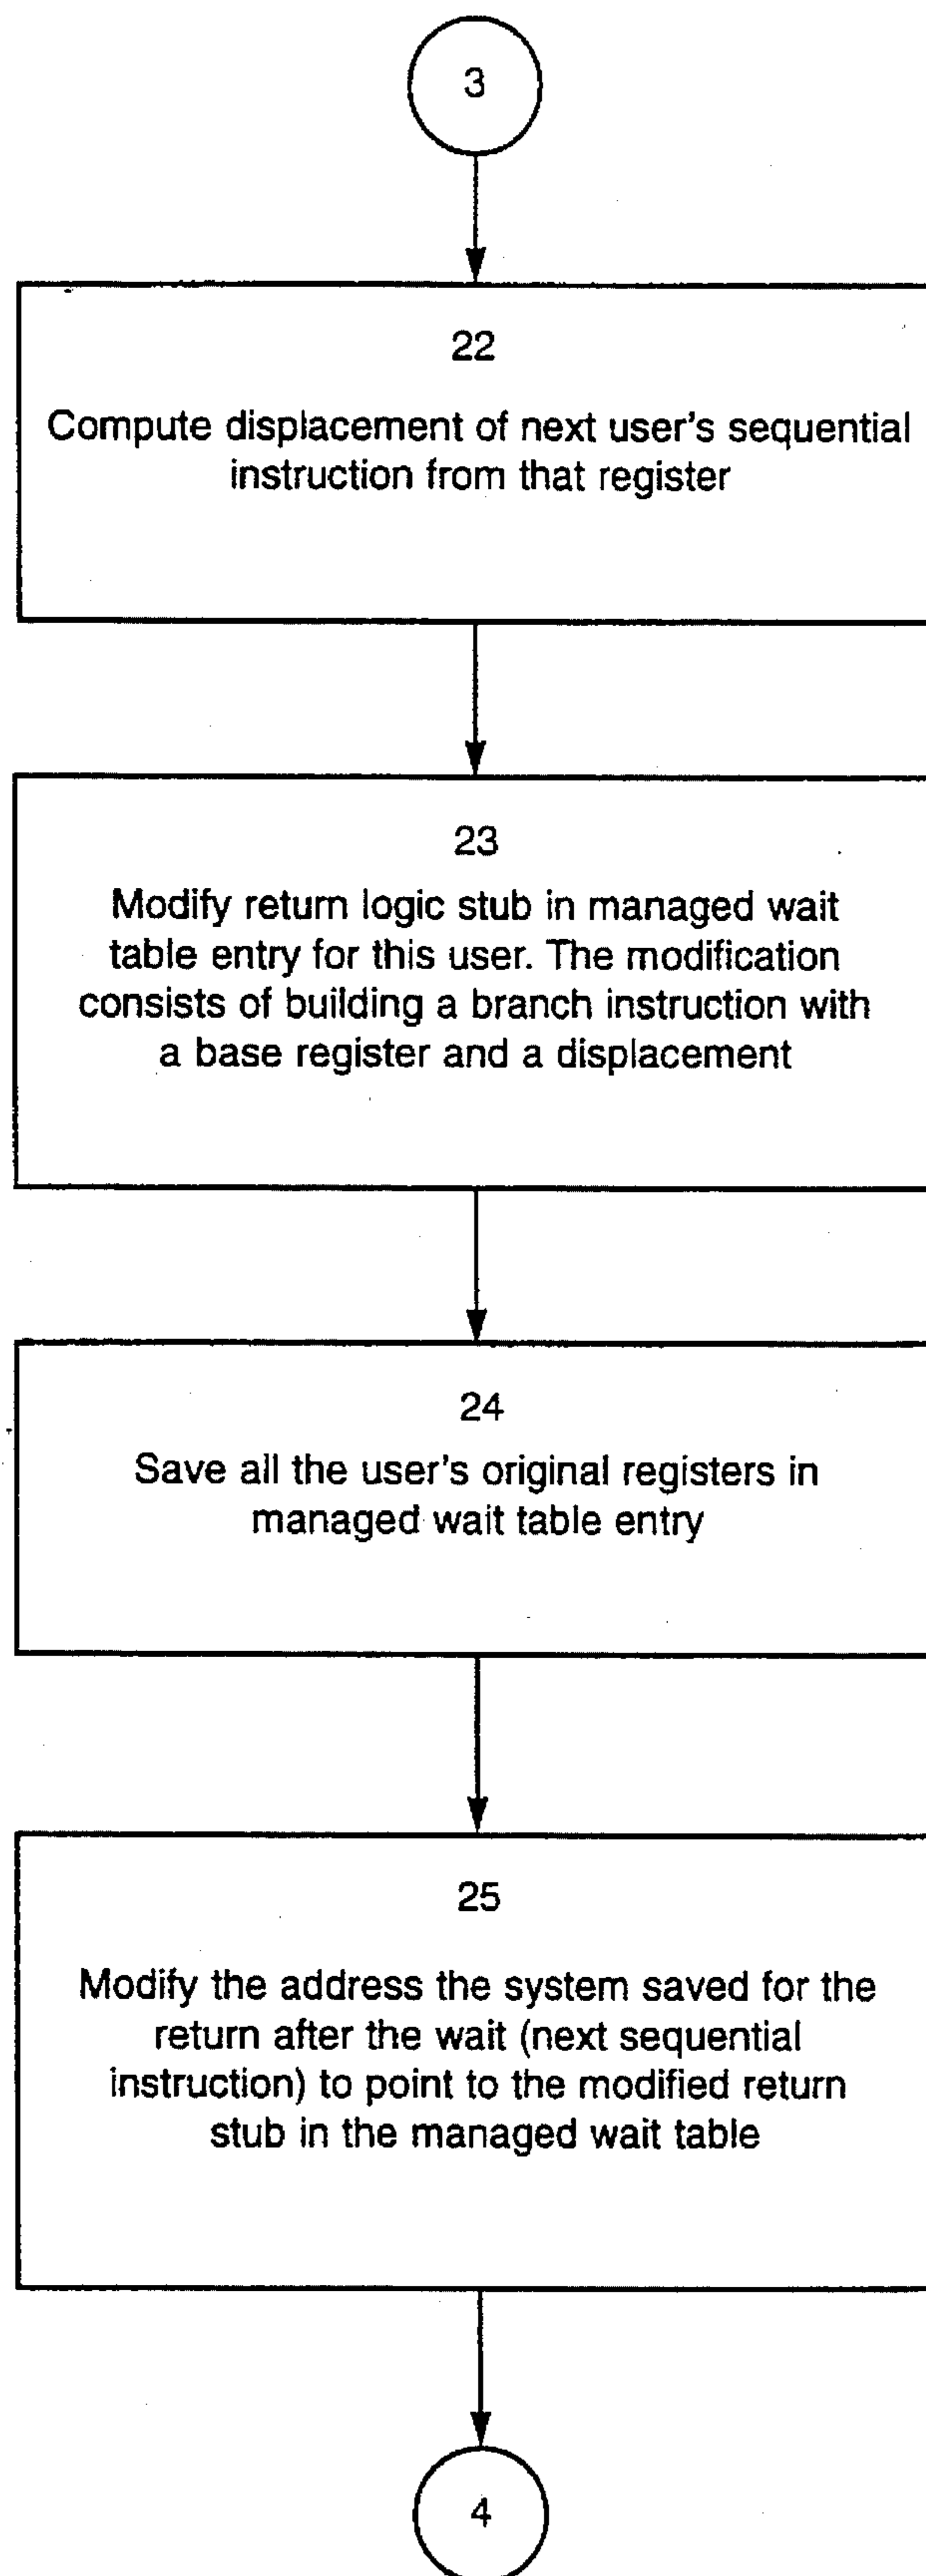 3
22
Compute displacement of next user's sequential
instruction from that register
23
Modify return logic stub in managed wait
table entry for this user. The modification
consists of building a branch instruction with
a base register and a displacement
24
Save all the user's original registers in
managed wait table entry
25
Modify the address the system saved for the
return after the wait (next sequential
instruction) to point to the modified return
stub in the managed wait table
4